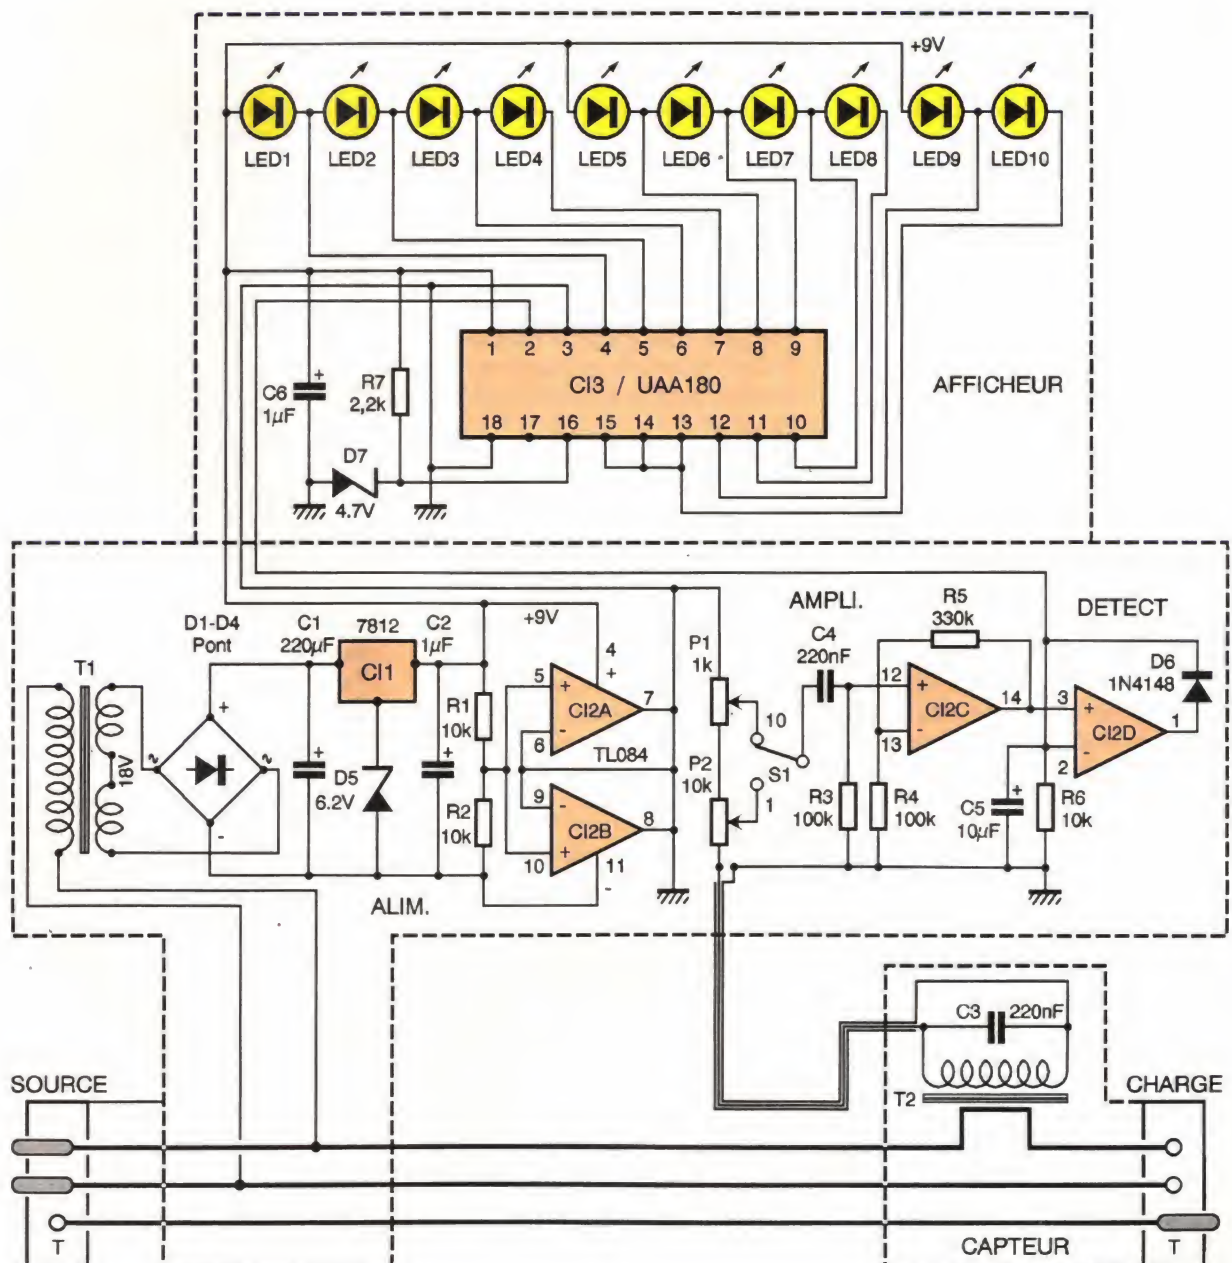 +9V
LED1 LED2 LED3 LED4 LED5 LED6 LED7 LED8 LED9 LED10
1 2 3 4 5 6 7 8 9
CI3 / UAA180
18 17 16 15 14 13 12 11 10
AFFICHEUR
C6
1µF
+
R7
2,2k
D7
4.7V
D1-D4
Pont
C1
220µF
7812
CI1
C2
1µF
+9V
T1
18V
+
~
~
-
+
D5
6.2V
+
R1
10k
R2
10k
4
+
5
+
CI2A
7
6
-
TL084
9
-
CI2B
8
10
+
11
ALIM.
P1
1k
P2
10k
10
S1
1
AMPLI.
C4
220nF
R5
330k
12
+
CI2C
14
13
-
R3
100k
R4
100k
DETECT
D6
1N4148
3
+
CI2D
1
-
2
C5
10µF
+
R6
10k
C3
220nF
T2
SOURCE
CHARGE
T
CAPTEUR
T